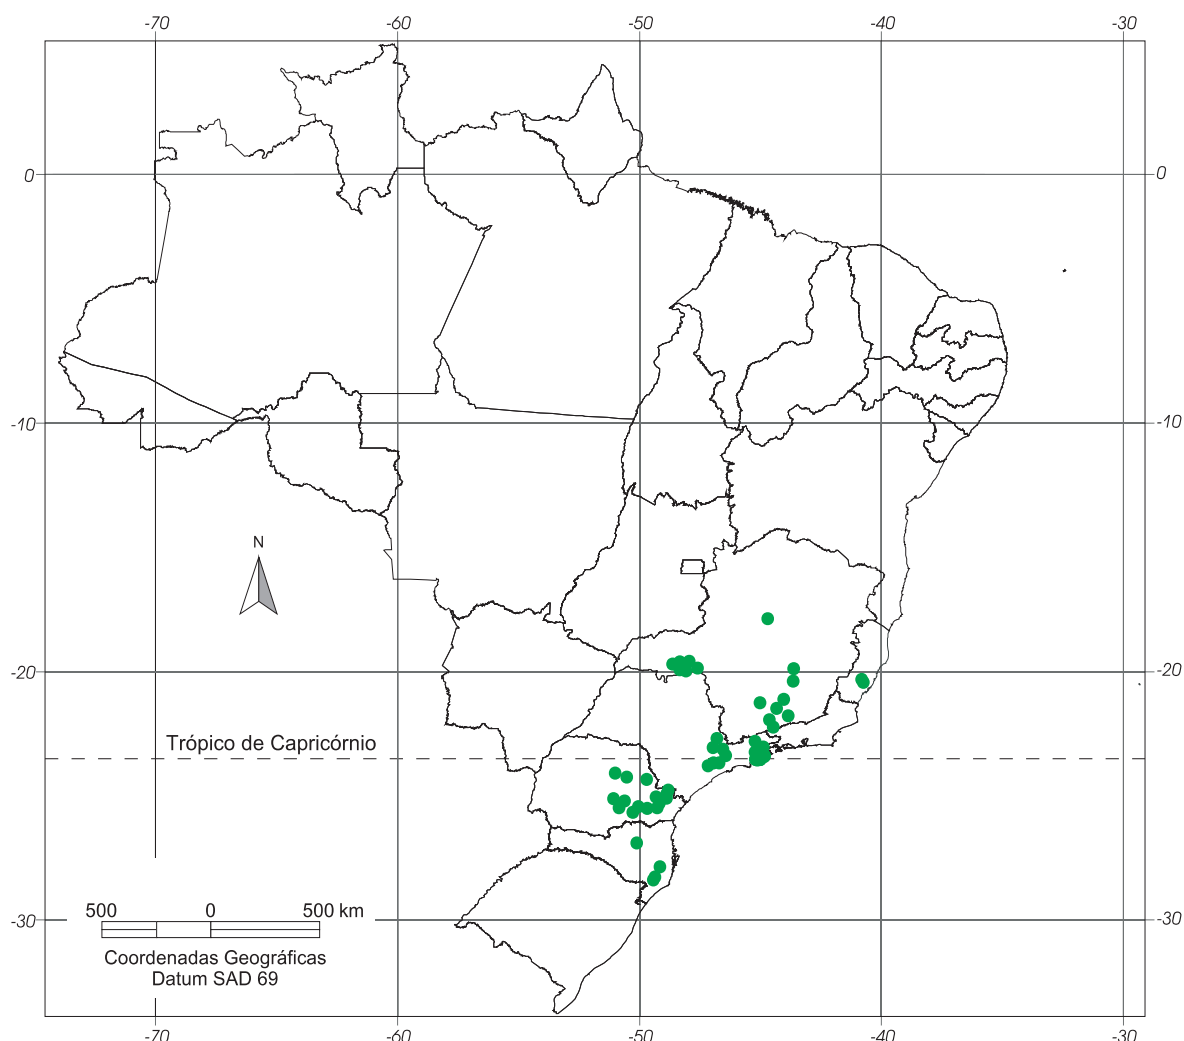 -70 -60 -50 -40 -30
0 0
-10 -10
N
Trópico de Capricórnio
-20 -20
500 0 500 km
Coordenadas Geográficas
Datum SAD 69
-30 -30
-70 -60 -50 -40 -30